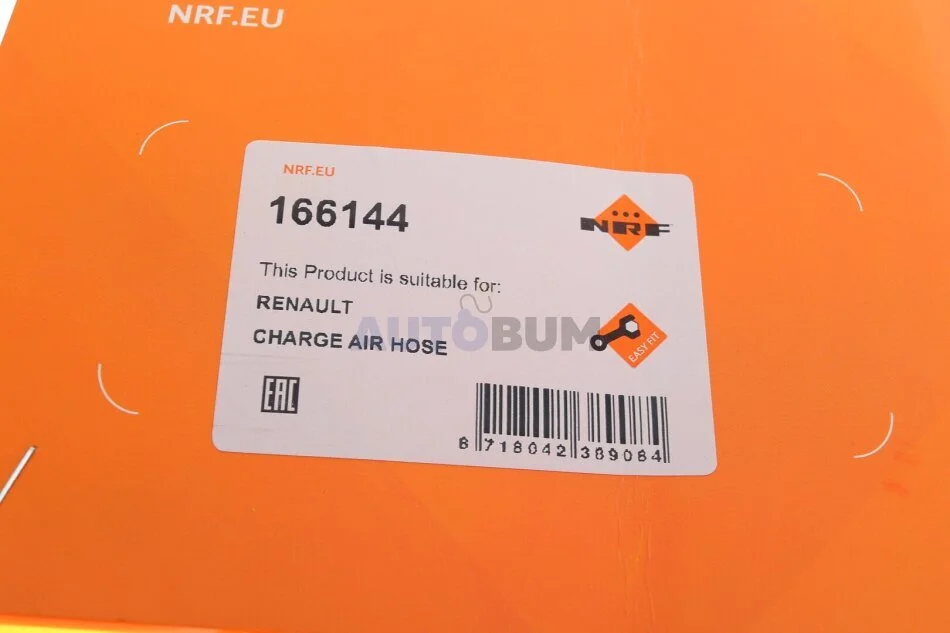 NRF.EU
NRF.EU
166144
NRF
This Product is suitable for:
RENAULT
AUTOBUM
CHARGE AIR HOSE
EASY FIT
EAC
8 718042 389084